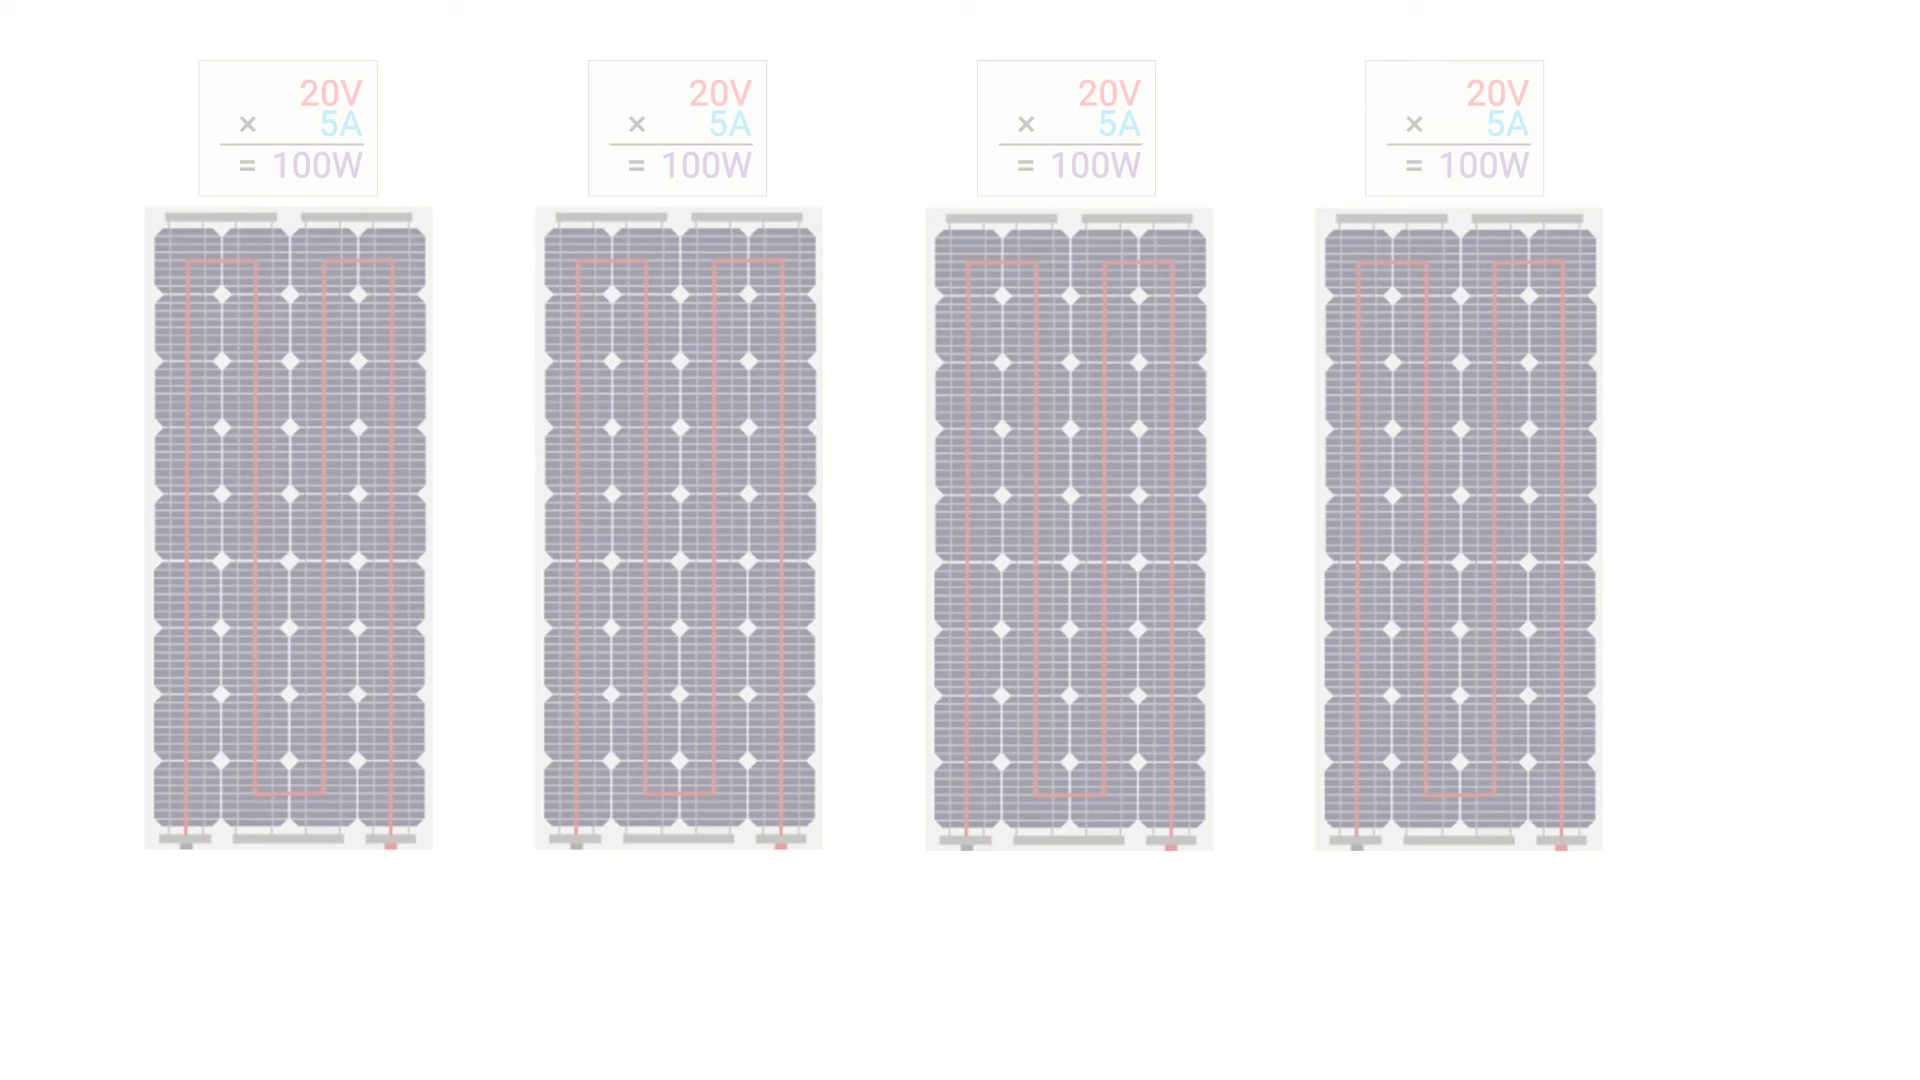 20V
× 5A
= 100W
20V
× 5A
= 100W
20V
× 5A
= 100W
20V
× 5A
= 100W